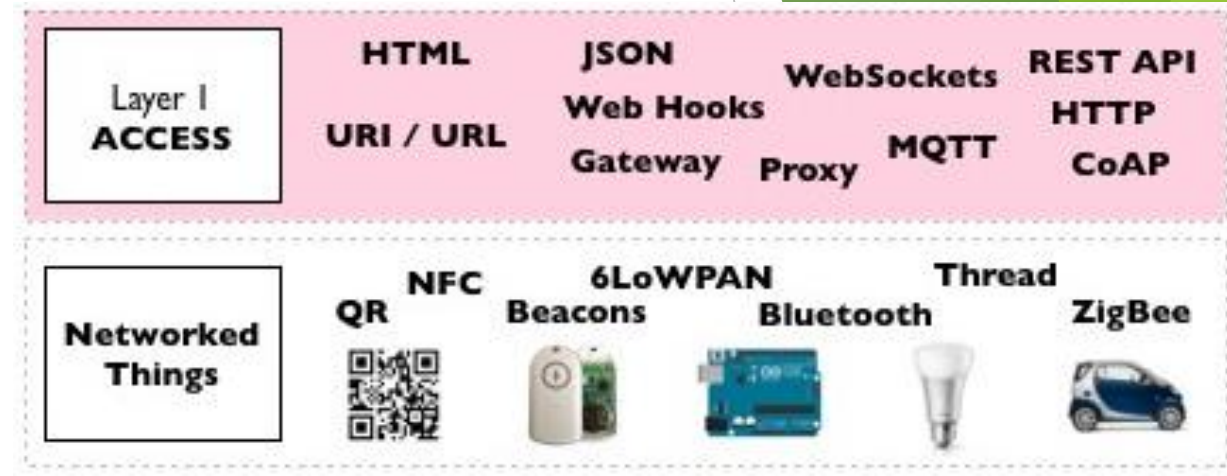 Layer 1
ACCESS
HTML
JSON
WebSockets
REST API
URI / URL
Web Hooks
HTTP
Gateway
Proxy
MQTT
CoAP
Networked
Things
NFC
6LoWPAN
Thread
QR
Beacons
Bluetooth
ZigBee